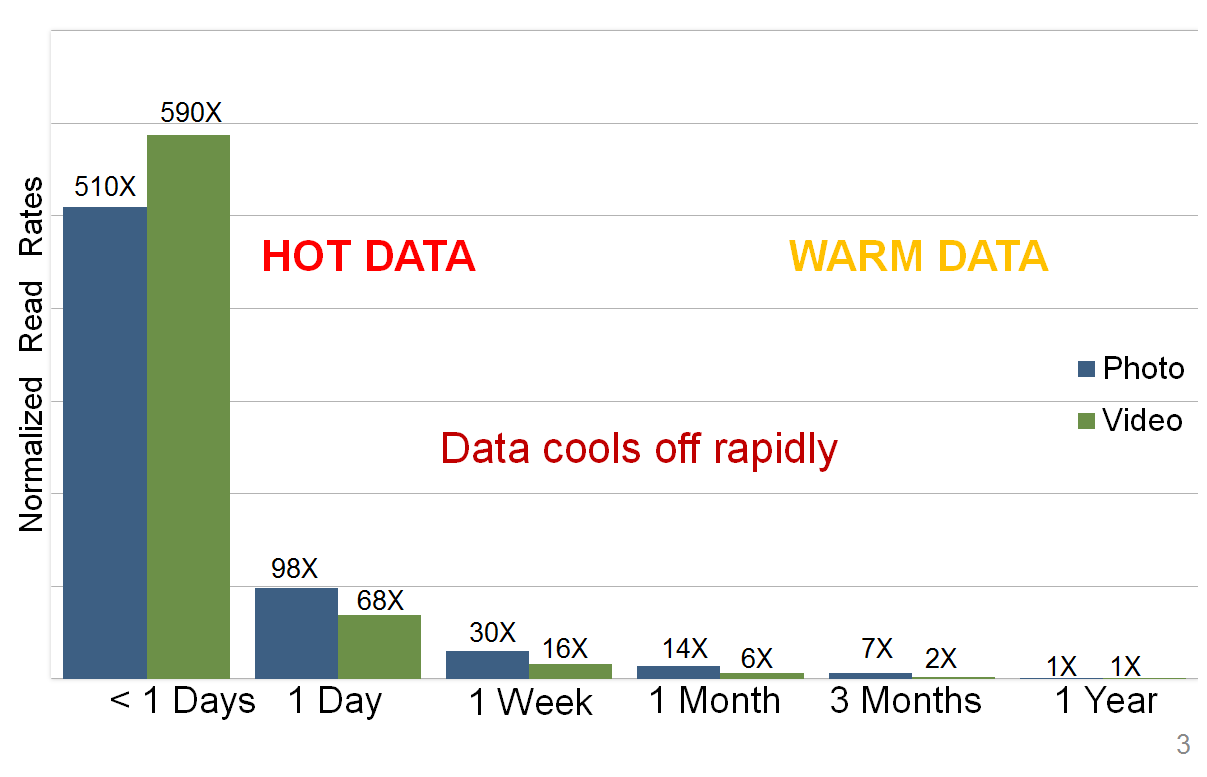 590X
510X
HOT DATA
WARM DATA
Normalized Read Rates
Photo
Video
Data cools off rapidly
98X
68X
30X
16X
14X
6X
7X
2X
1X
1X
< 1 Days
1 Day
1 Week
1 Month
3 Months
1 Year
3